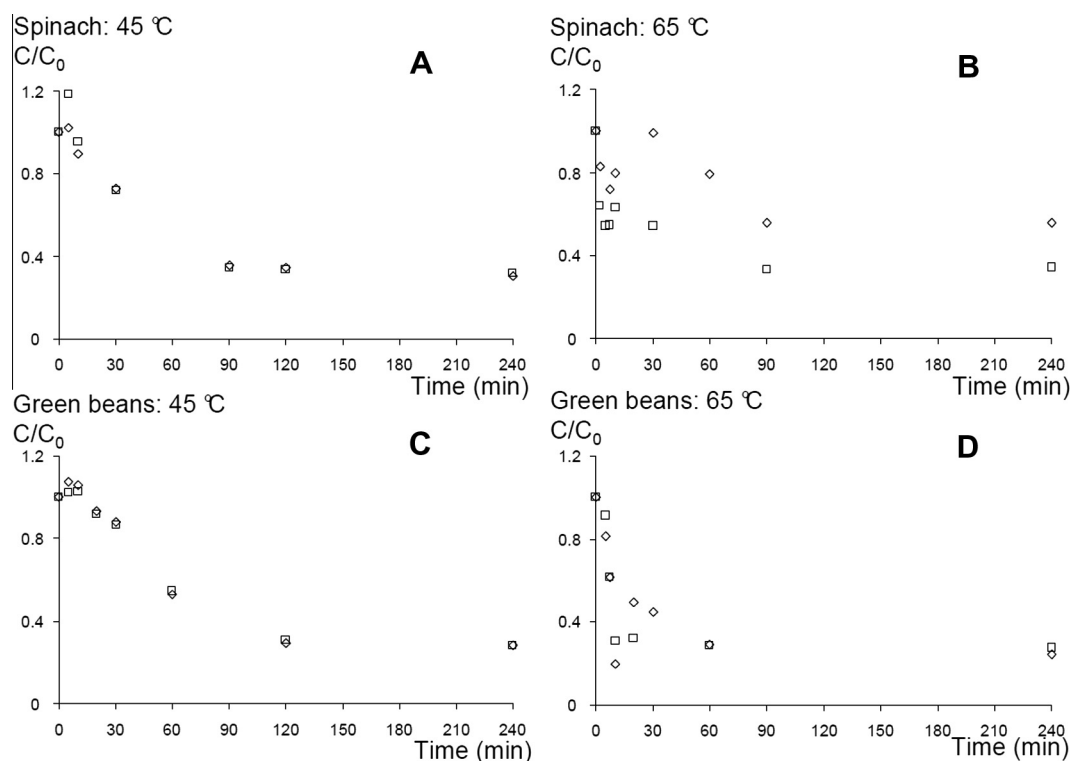 Spinach: 45 ℃
C/C₀
A
1.2
0.8
0.4
0
0 30 60 90 120 150 180 210 240
Time (min)
Spinach: 65 ℃
C/C₀
B
1.2
0.8
0.4
0
0 30 60 90 120 150 180 210 240
Time (min)
Green beans: 45 ℃
C/C₀
C
1.2
0.8
0.4
0
0 30 60 90 120 150 180 210 240
Time (min)
Green beans: 65 ℃
C/C₀
D
1.2
0.8
0.4
0
0 30 60 90 120 150 180 210 240
Time (min)